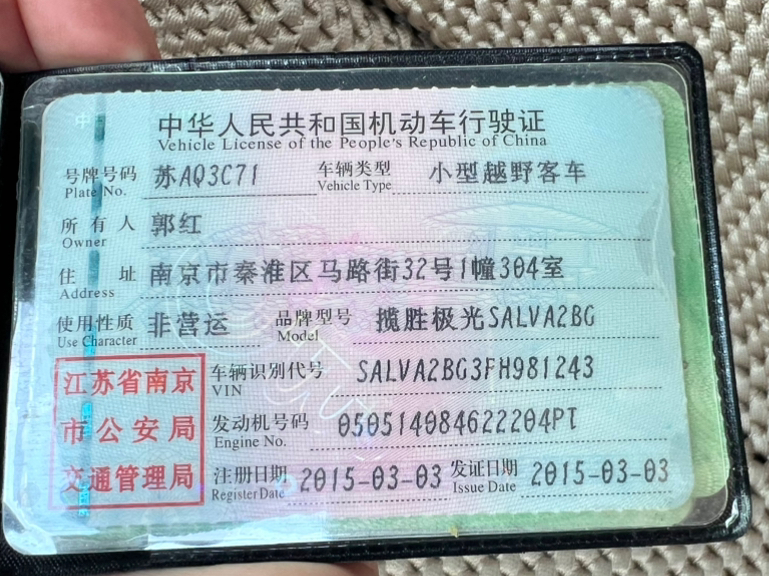 中华人民共和国机动车行驶证
Vehicle License of the People's Republic of China
号牌号码 苏AQ3C71 车辆类型 小型越野客车
Plate No. Vehicle Type
所有人 郭红
Owner
住址 南京市秦淮区马路街32号1幢304室
Address
使用性质 非营运 品牌型号 揽胜极光SALVA2BG
Use Character Model
江苏省南京 车辆识别代号 SALVA2BG3FH981243
VIN
市公安局 发动机号码 050514084622204PT
Engine No.
交通管理局 注册日期 2015-03-03 发证日期 2015-03-03
Register Date Issue Date